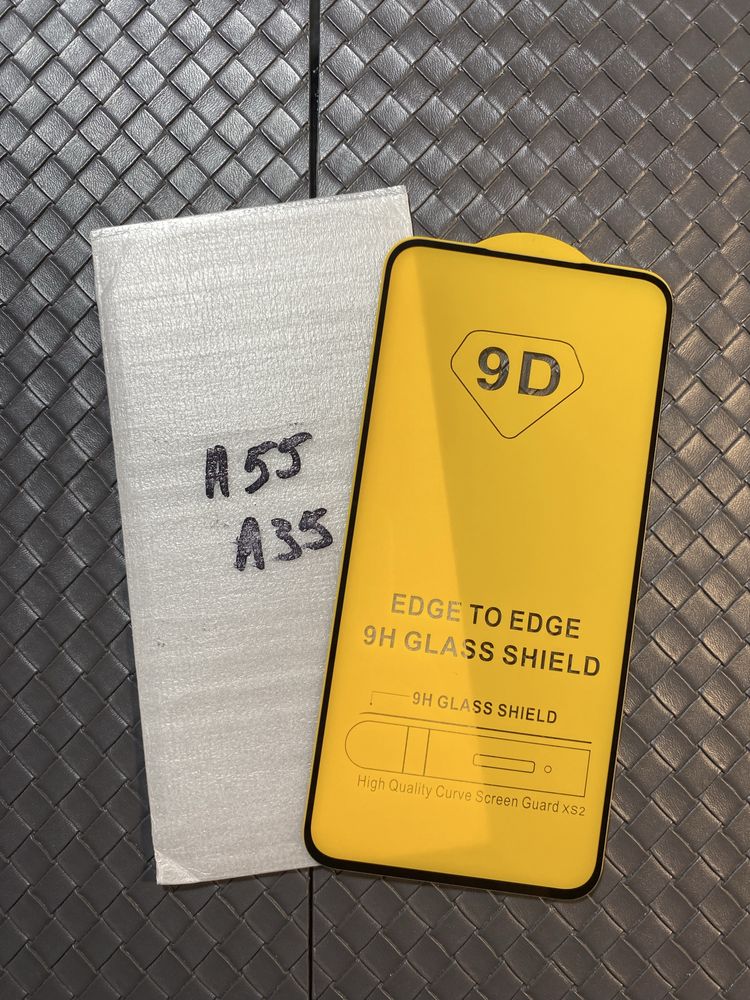 A55
A35
9D
EDGE TO EDGE
9H GLASS SHIELD
9H GLASS SHIELD
High Quality Curve Screen Guard XS2